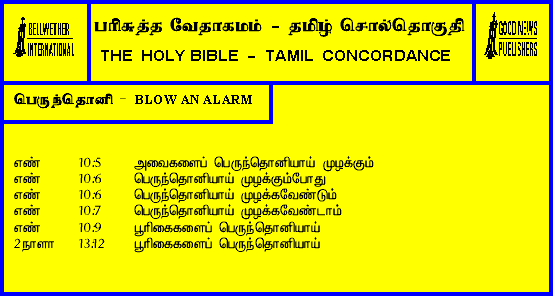 BELLWETHER
INTERNATIONAL
பரிசுத்த வேதாகமம் - தமிழ் சொல்தொகுதி
THE HOLY BIBLE - TAMIL CONCORDANCE
GOOD NEWS
PUBLISHERS
பெருந்தொனி - BLOW AN ALARM
எண் 10:5 அவைகளைப் பெருந்தொனியாய் முழக்கும்
எண் 10:6 பெருந்தொனியாய் முழக்கும்போது
எண் 10:6 பெருந்தொனியாய் முழக்கவேண்டும்
எண் 10:7 பெருந்தொனியாய் முழக்கவேண்டாம்
எண் 10:9 பூரிகைகளைப் பெருந்தொனியாய்
2நாளா 13:12 பூரிகைகளைப் பெருந்தொனியாய்